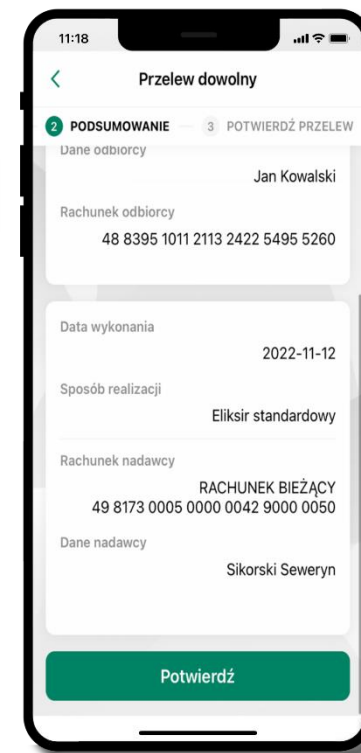 11:18
Przelew dowolny
2 PODSUMOWANIE 3 POTWIERDŹ PRZELEW
Dane odbiorcy
Jan Kowalski
Rachunek odbiorcy
48 8395 1011 2113 2422 5495 5260
Data wykonania
2022-11-12
Sposób realizacji
Eliksir standardowy
Rachunek nadawcy
RACHUNEK BIEŻĄCY
49 8173 0005 0000 0042 9000 0050
Dane nadawcy
Sikorski Seweryn
Potwierdź